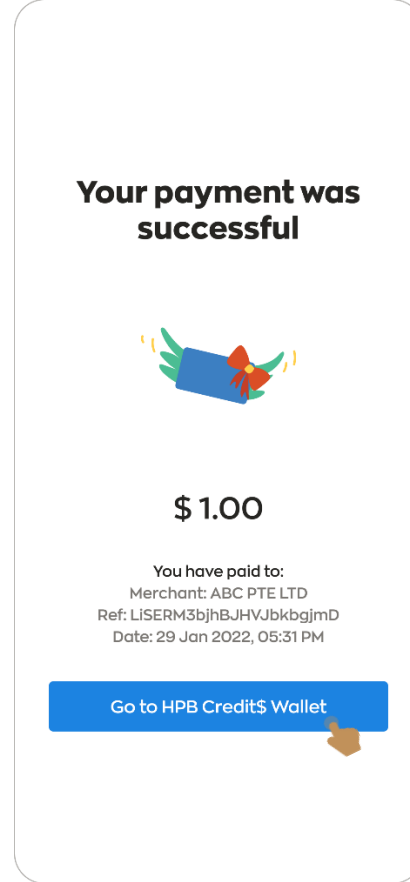 Your payment was
successful
$ 1.00
You have paid to:
Merchant: ABC PTE LTD
Ref: LiSERM3bjhBJHVJbkbgjmD
Date: 29 Jan 2022, 05:31 PM
Go to HPB Credit$ Wallet